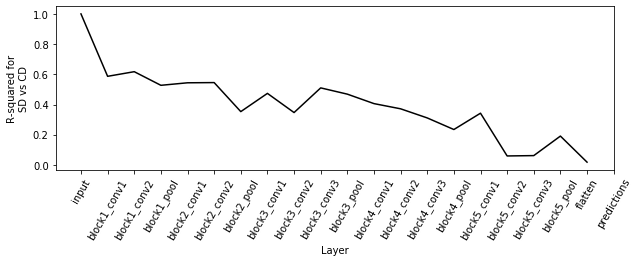 R-squared for
SD vs CD
1.0
0.8
0.6
0.4
0.2
0.0
input
block1_conv1
block1_conv2
block1_pool
block2_conv1
block2_conv2
block2_pool
block3_conv1
block3_conv2
block3_conv3
block3_pool
block4_conv1
block4_conv2
block4_conv3
block4_pool
block5_conv1
block5_conv2
block5_conv3
block5_pool
flatten
predictions
Layer